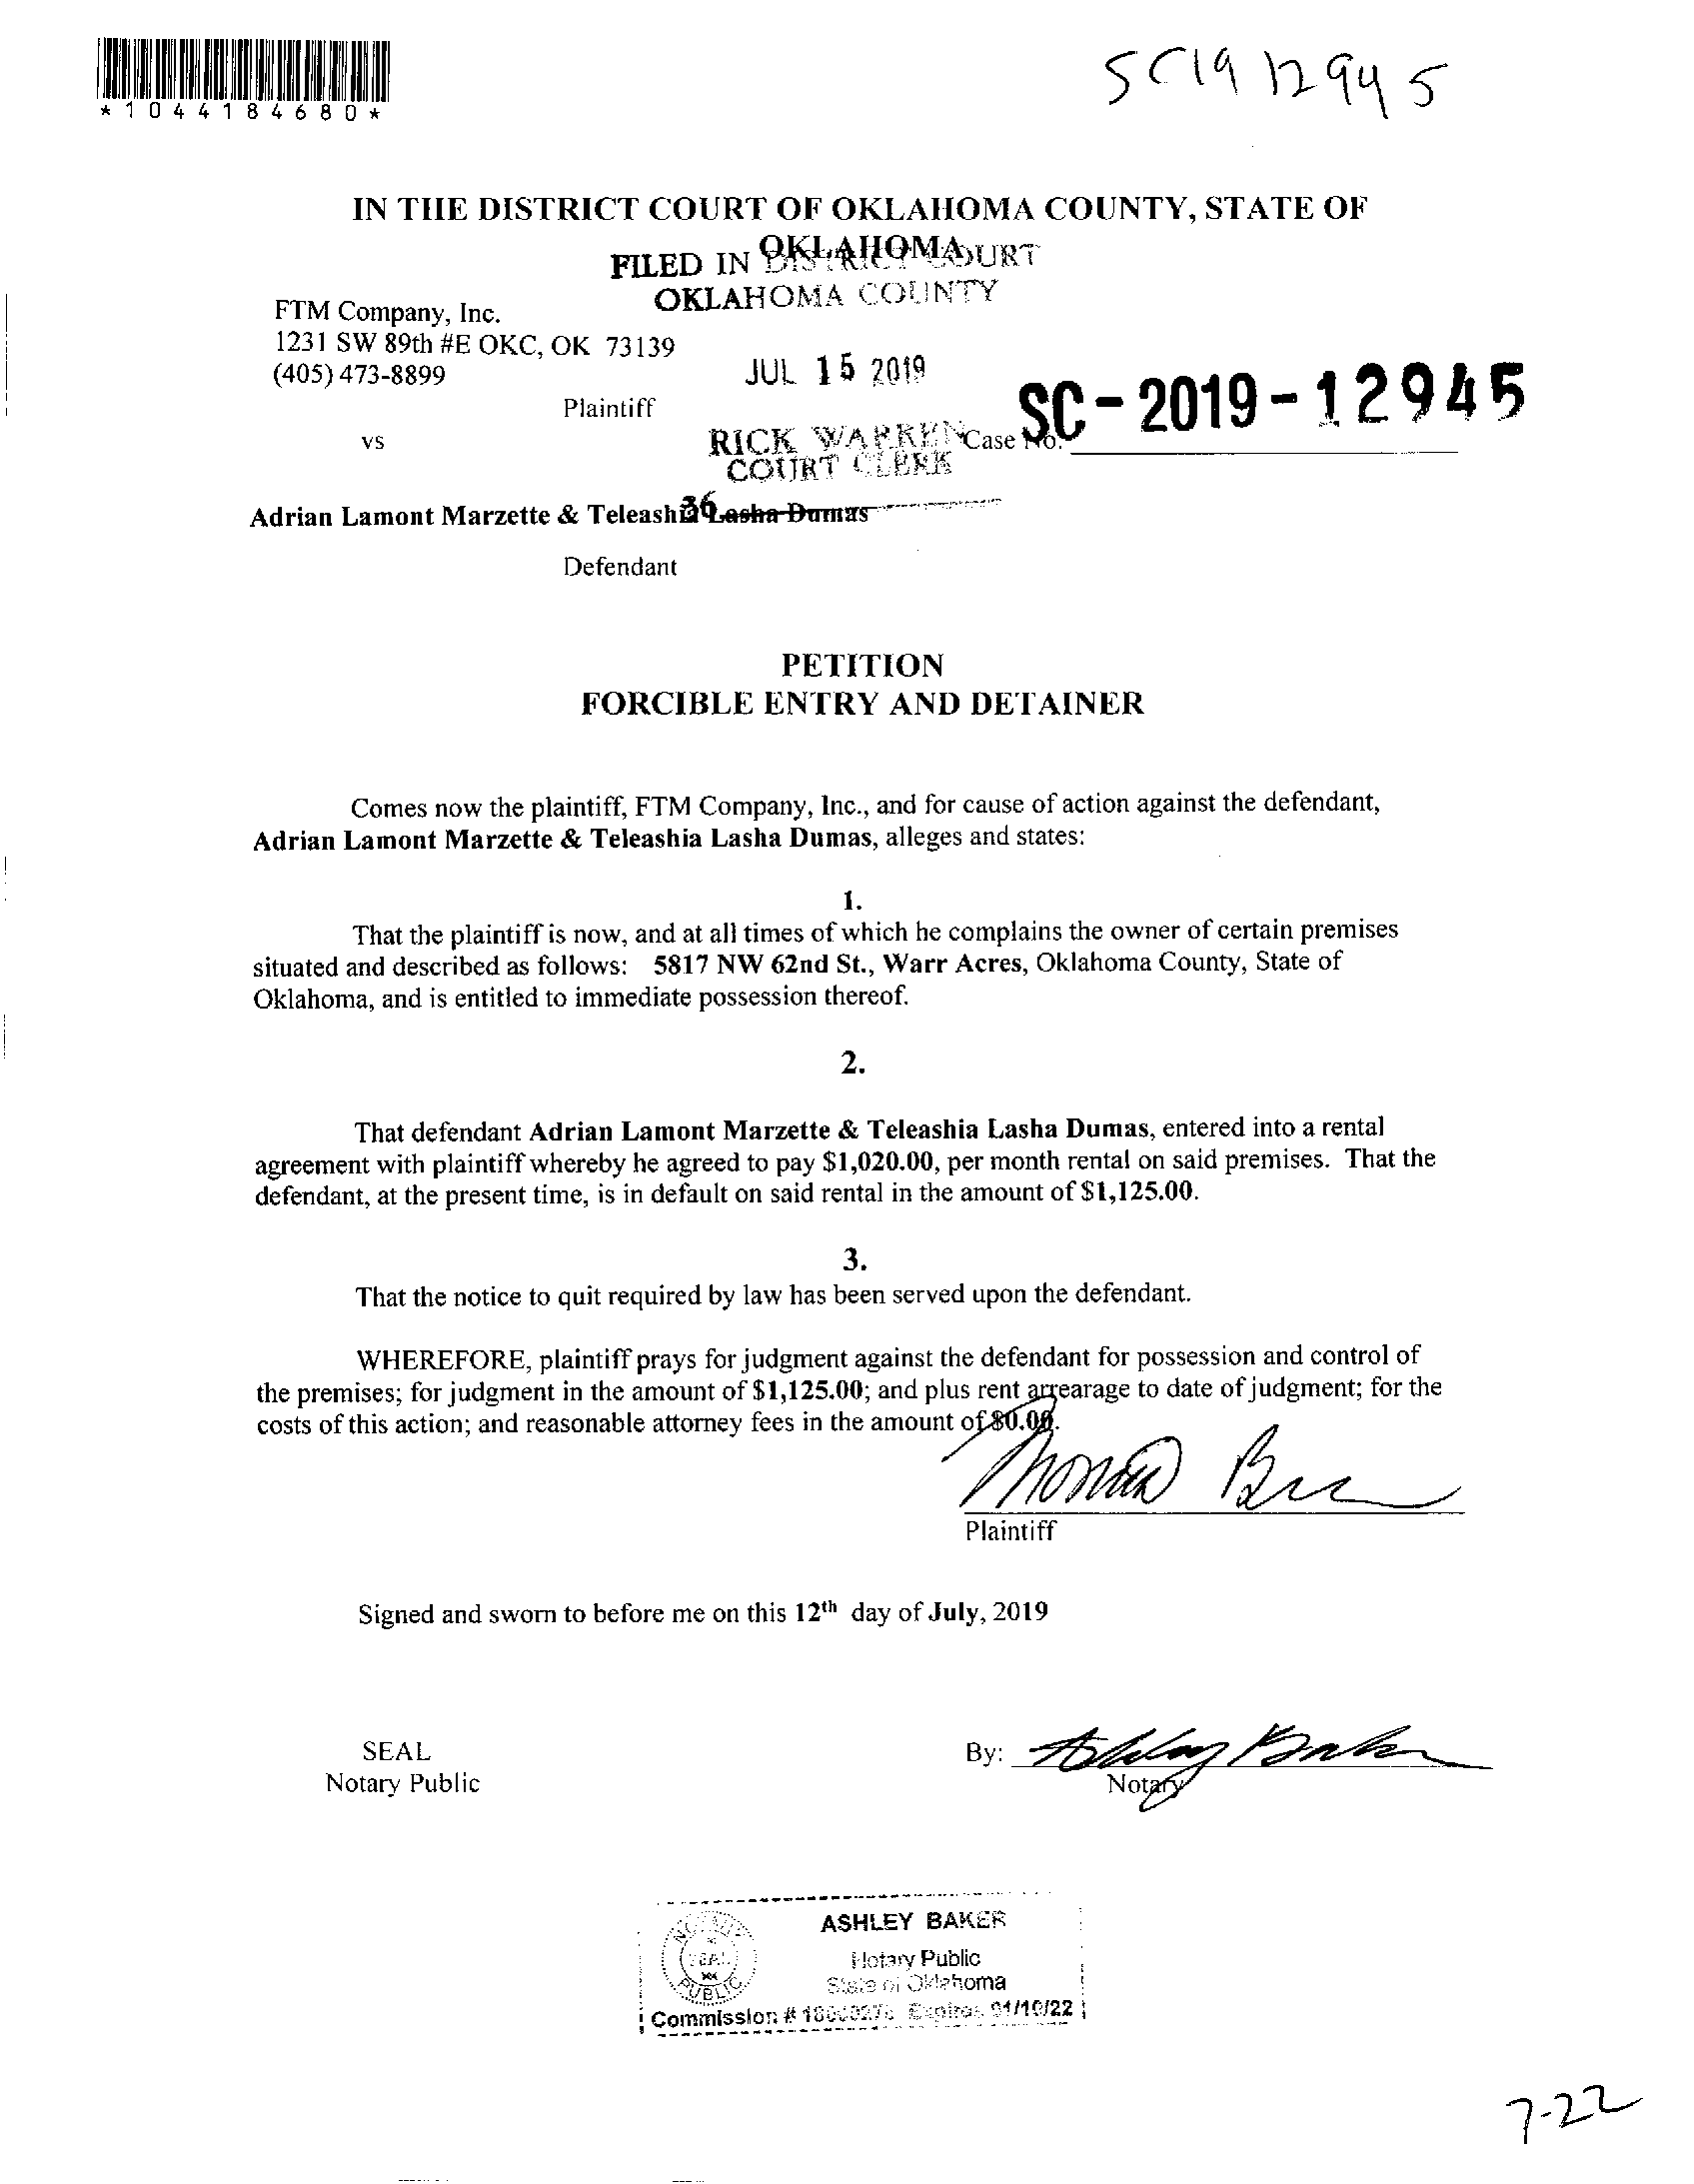 *1044184680*
SC19 12945
IN THE DISTRICT COURT OF OKLAHOMA COUNTY, STATE OF
OKLAHOMA
FILED IN DISTRICT COURT
OKLAHOMA COUNTY
FTM Company, Inc.
1231 SW 89th #E OKC, OK 73139
(405) 473-8899
JUL 15 2019
Plaintiff
SC-2019-12945
vs
RICK WARREN
Case No.
COURT CLERK
36
Adrian Lamont Marzette & Teleashia Lasha Dumas
Defendant
PETITION
FORCIBLE ENTRY AND DETAINER
Comes now the plaintiff, FTM Company, Inc., and for cause of action against the defendant,
Adrian Lamont Marzette & Teleashia Lasha Dumas, alleges and states:
1.
That the plaintiff is now, and at all times of which he complains the owner of certain premises
situated and described as follows: 5817 NW 62nd St., Warr Acres, Oklahoma County, State of
Oklahoma, and is entitled to immediate possession thereof.
2.
That defendant Adrian Lamont Marzette & Teleashia Lasha Dumas, entered into a rental
agreement with plaintiff whereby he agreed to pay $1,020.00, per month rental on said premises. That the
defendant, at the present time, is in default on said rental in the amount of $1,125.00.
3.
That the notice to quit required by law has been served upon the defendant.
WHEREFORE, plaintiff prays for judgment against the defendant for possession and control of
the premises; for judgment in the amount of $1,125.00; and plus rent arrearage to date of judgment; for the
costs of this action; and reasonable attorney fees in the amount of $0.00.
Plaintiff
Signed and sworn to before me on this 12th day of July, 2019
SEAL
By: Ashley Baker
Notary Public
Notary
ASHLEY BAKER
NOTARY
SEAL
PUBLIC
Notary Public
State of Oklahoma
Commission # Expires 01/10/22
7-22